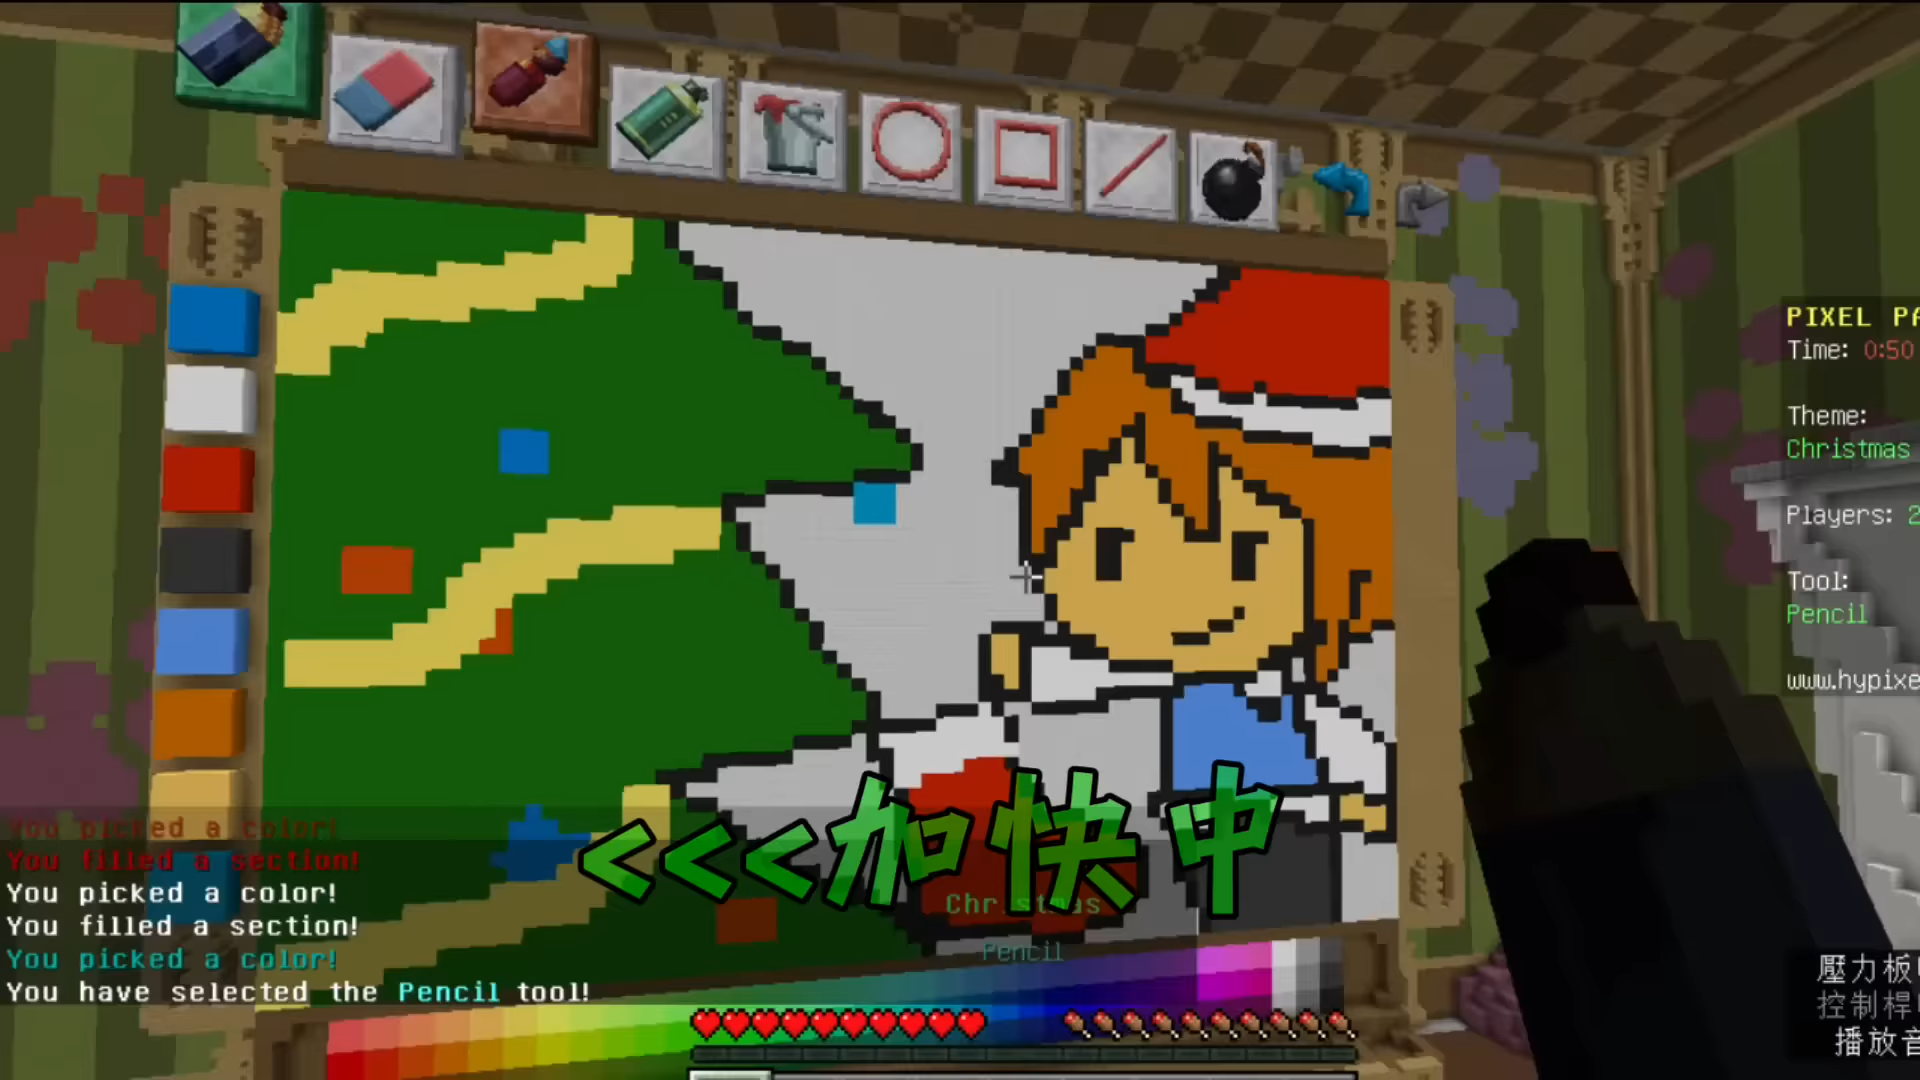 PIXEL PA
Time: 0:50
Theme:
Christmas
Players: 2
Tool:
Pencil
www.hypixe
<<<加快中
You picked a color!
You filled a section!
You picked a color!
You filled a section!
You picked a color!
You have selected the Pencil tool!
Christmas
Pencil
壓力板
控制桿
播放音